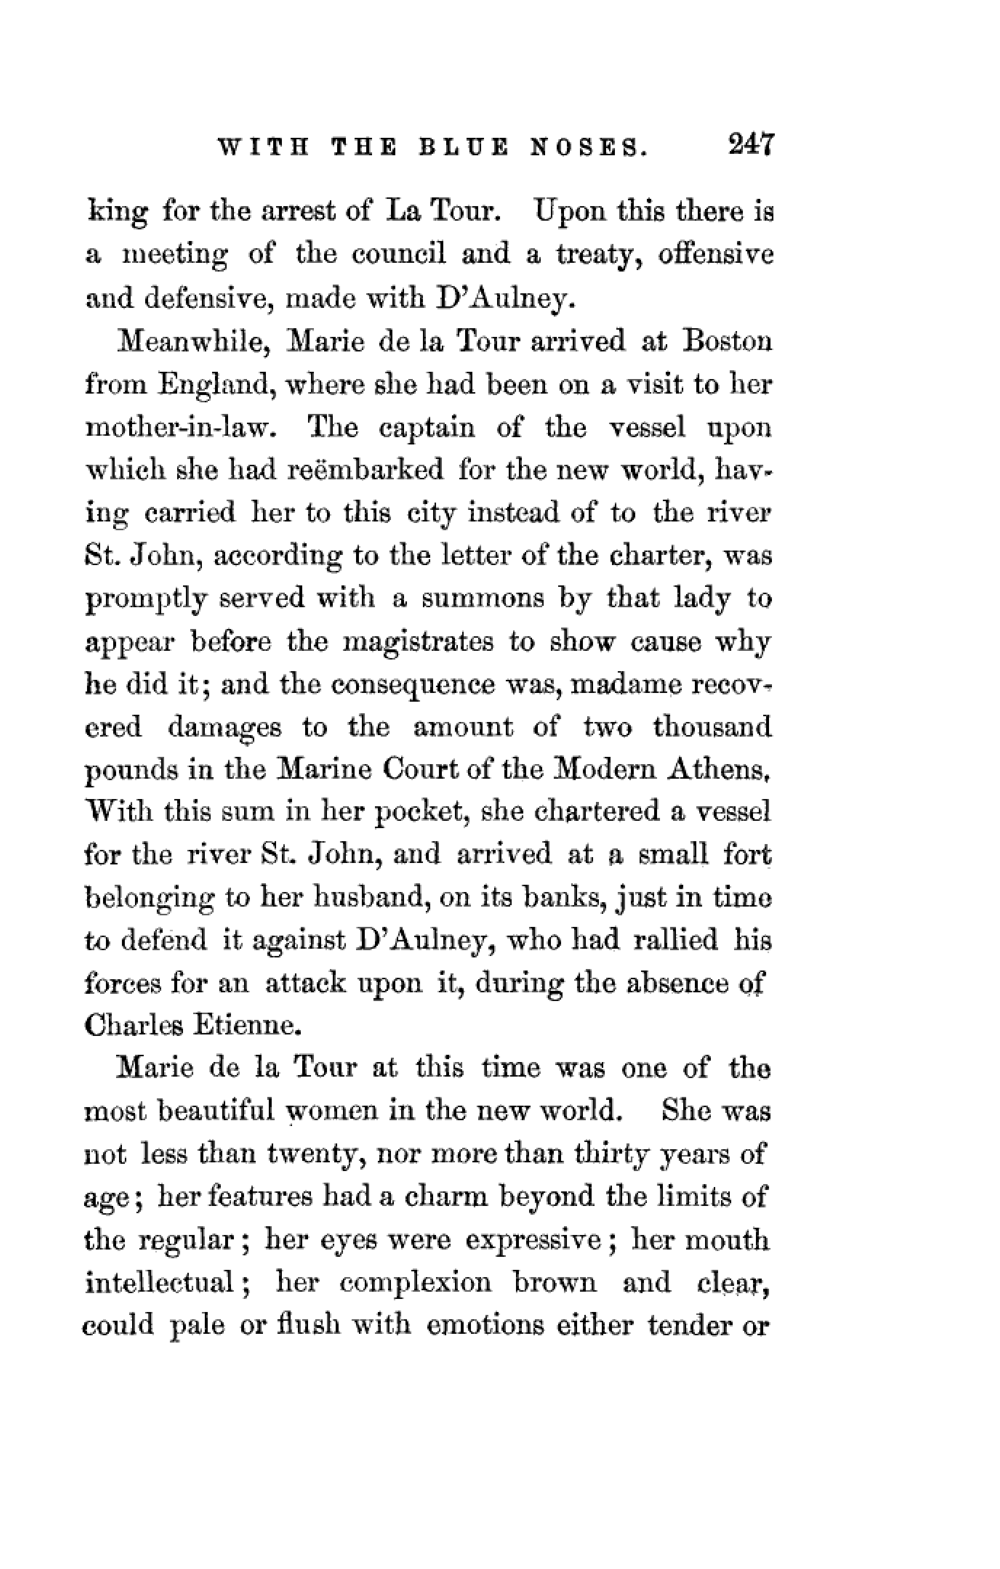 WITH THE BLUE NOSES. 247
king for the arrest of La Tour. Upon this there is
a meeting of the council and a treaty, offensive
and defensive, made with D'Aulney.
Meanwhile, Marie de la Tour arrived at Boston
from England, where she had been on a visit to her
mother-in-law. The captain of the vessel upon
which she had reëmbarked for the new world, hav-
ing carried her to this city instead of to the river
St. John, according to the letter of the charter, was
promptly served with a summons by that lady to
appear before the magistrates to show cause why
he did it; and the consequence was, madame recov-
ered damages to the amount of two thousand
pounds in the Marine Court of the Modern Athens.
With this sum in her pocket, she chartered a vessel
for the river St. John, and arrived at a small fort
belonging to her husband, on its banks, just in time
to defend it against D'Aulney, who had rallied his
forces for an attack upon it, during the absence of
Charles Etienne.
Marie de la Tour at this time was one of the
most beautiful women in the new world. She was
not less than twenty, nor more than thirty years of
age; her features had a charm beyond the limits of
the regular; her eyes were expressive; her mouth
intellectual; her complexion brown and clear,
could pale or flush with emotions either tender or